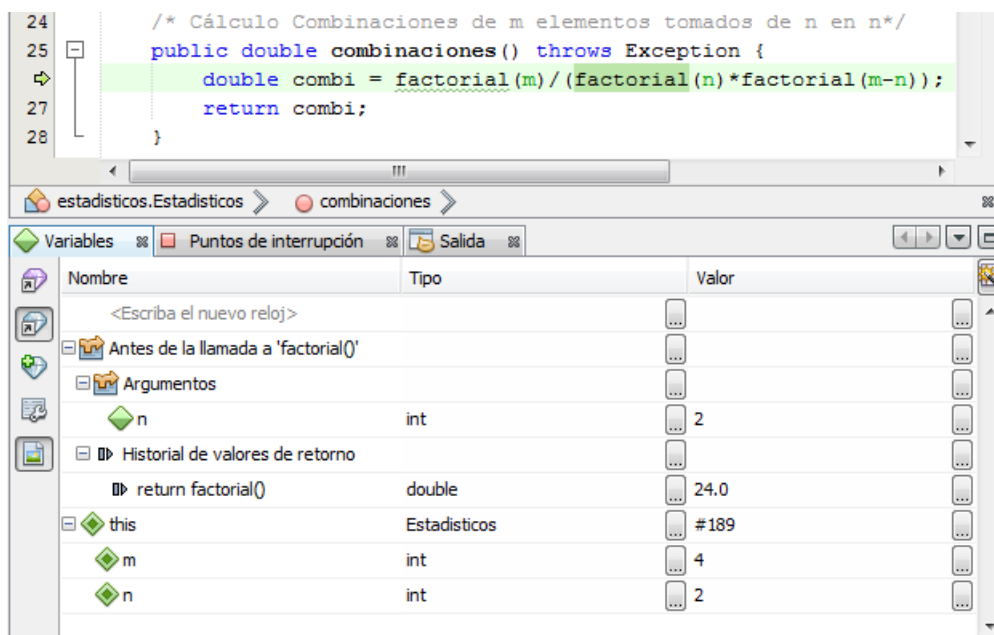 24 /* Cálculo Combinaciones de m elementos tomados de n en n*/
25 public double combinaciones() throws Exception {
double combi = factorial(m)/(factorial(n)*factorial(m-n));
27 return combi;
28 }
estadisticos.Estadisticos combinaciones
Variables Puntos de interrupción Salida
Nombre Tipo Valor
<Escriba el nuevo reloj> ... ...
Antes de la llamada a 'factorial()' ... ...
Argumentos ... ...
n int ... 2 ...
Historial de valores de retorno ... ...
return factorial() double ... 24.0 ...
this Estadisticos ... #189 ...
m int ... 4 ...
n int ... 2 ...